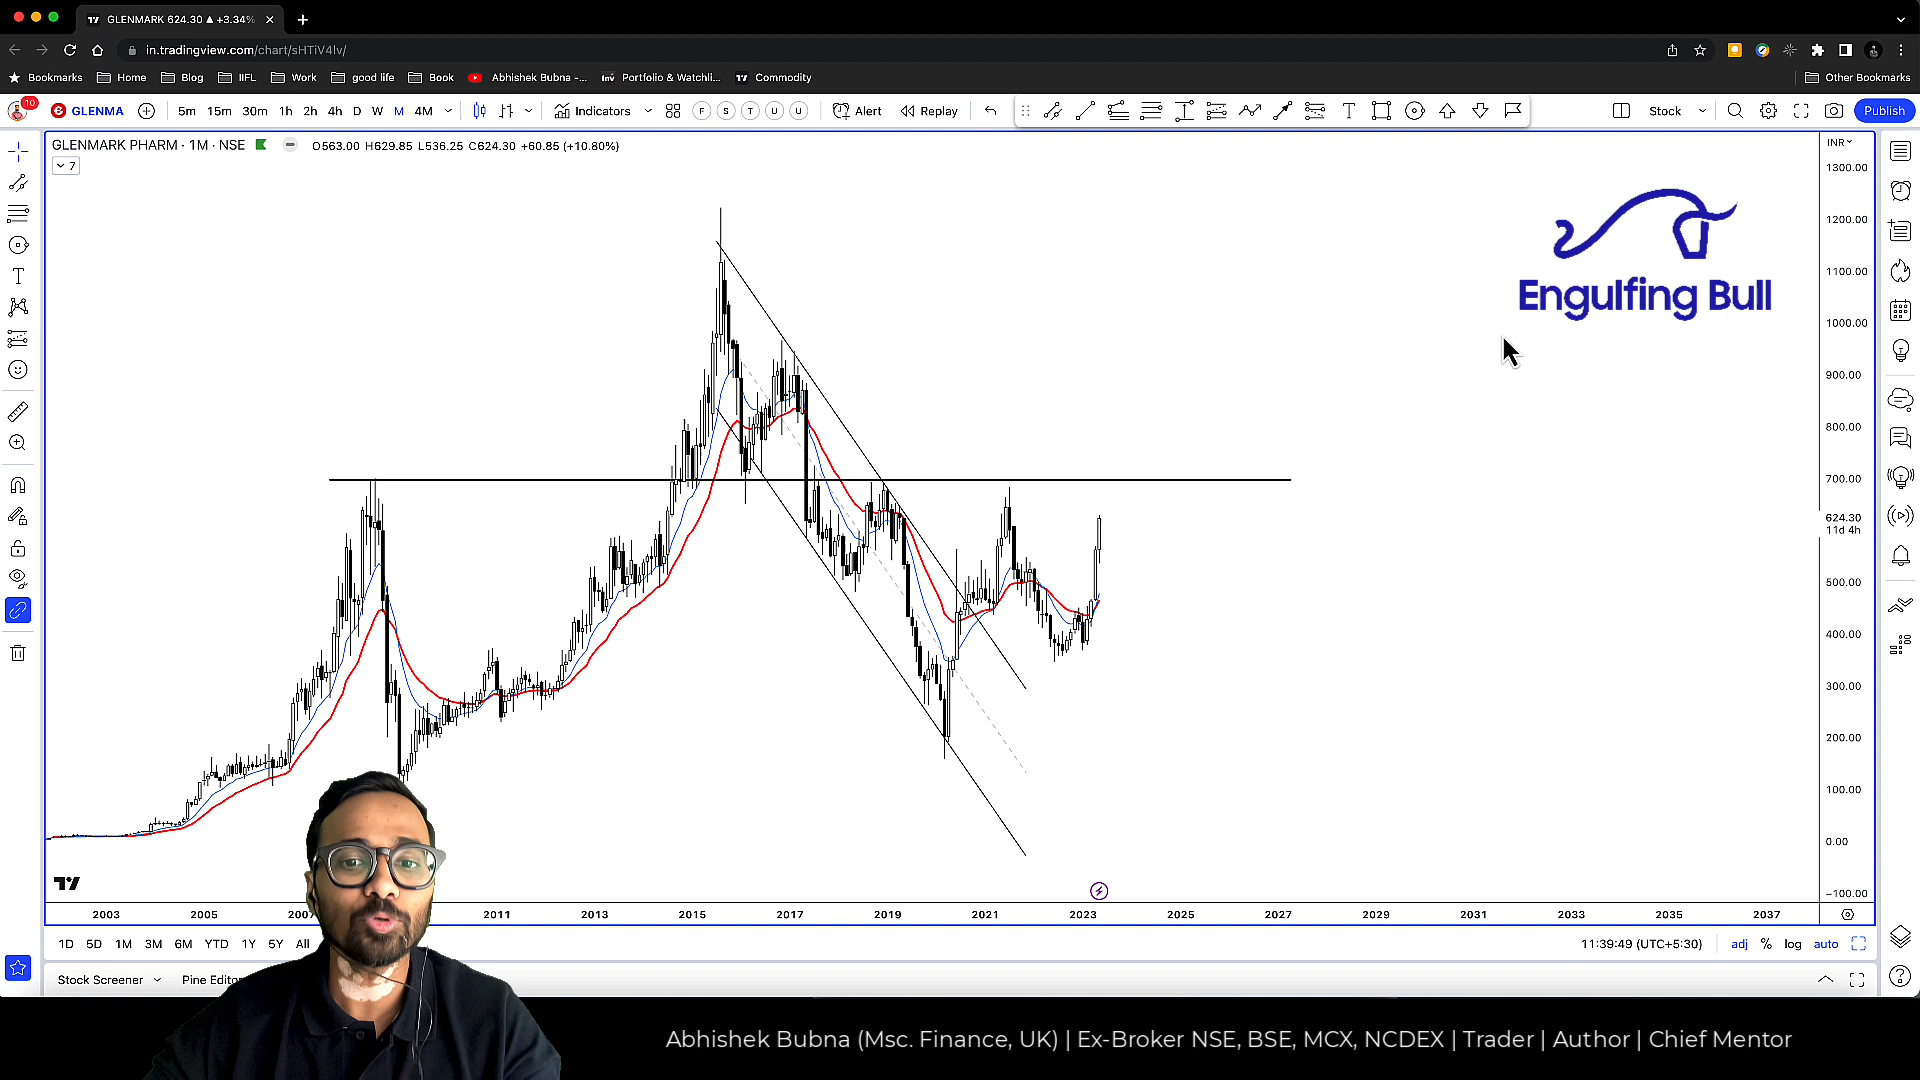 GLENMARK 624.30 ▲ +3.34%
in.tradingview.com/chart/sHTiV4lv/
Bookmarks Home Blog IIFL Work good life Book Abhishek Bubna -... Inv Portfolio & Watchli... Commodity Other Bookmarks
10 GLENMA 5m 15m 30m 1h 2h 4h D W M 4M Indicators F S T U U Alert Replay T Stock Publish
GLENMARK PHARM · 1M · NSE O563.00 H629.85 L536.25 C624.30 +60.85 (+10.80%) INR
7
1300.00
1200.00
Engulfing Bull
1100.00
1000.00
900.00
800.00
700.00
624.30
11d 4h
500.00
400.00
300.00
200.00
100.00
0.00
−100.00
2003 2005 2007 2011 2013 2015 2017 2019 2021 2023 2025 2027 2029 2031 2033 2035 2037
1D 5D 1M 3M 6M YTD 1Y 5Y All 11:39:49 (UTC+5:30) adj % log auto
Stock Screener Pine Edito
Abhishek Bubna (Msc. Finance, UK) | Ex-Broker NSE, BSE, MCX, NCDEX | Trader | Author | Chief Mentor